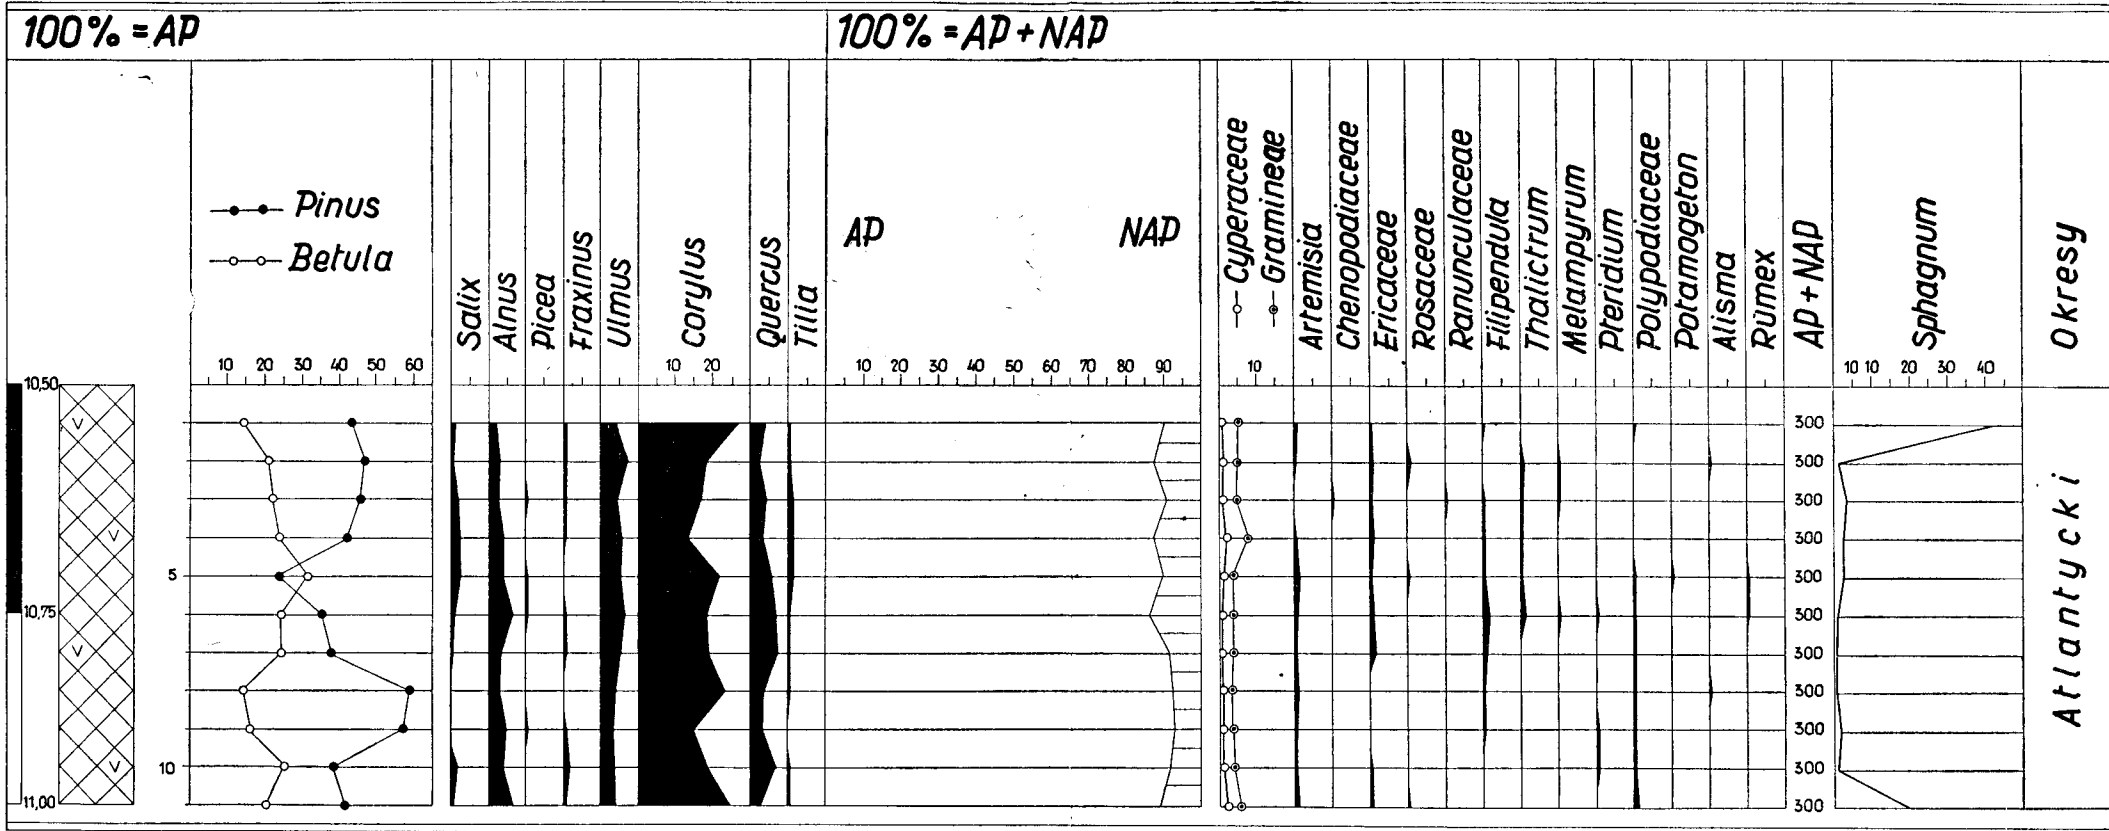 100% = AP
100% = AP + NAP
Pinus
Betula
Salix
Alnus
Picea
Fraxinus
Ulmus
Corylus
Quercus
Tilia
AP
NAP
Cyperaceae
Gramineae
Artemisia
Chenopodiaceae
Ericaceae
Rosaceae
Ranunculaceae
Filipendula
Thalictrum
Melampyrum
Pteridium
Polypodiaceae
Potamogeton
Alisma
Rumex
AP + NAP
Sphagnum
Okresy
10 20 30 40 50 60
10 20
10 20 30 40 50 60 70 80 90
10
10 10 20 30 40
10,50
5
10,75
10
11,00
v
v
v
v
300
300
300
300
300
300
300
300
300
300
300
Atlantycki